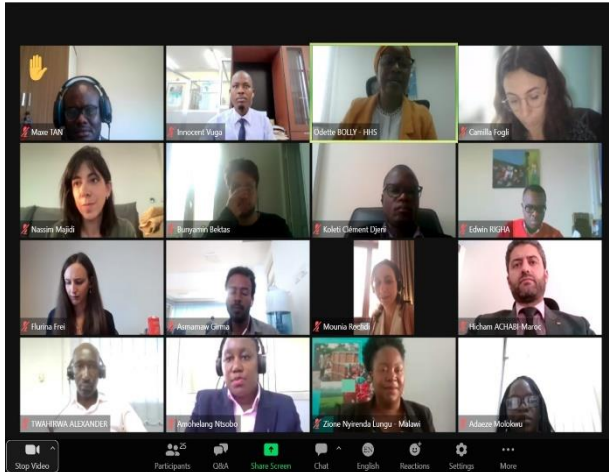 Maxe TAN
Innocent Vuga
Odette BOLLY - HHS
Camilla Fogli
Nassim Majidi
Bunyamin Bektas
Koleti Clément Djeni
Edwin RIGHA
Flurina Frei
Asmamaw Girma
Mounia Rochdi
Hicham ACHABI-Maroc
TWAHIRWA ALEXANDER
Amohelang Ntsobo
Zione Nyirenda Lungu - Malawi
Adaeze Molokwu
Stop Video
Participants
25
Q&A
Share Screen
Chat
EN
English
Reactions
Settings
More